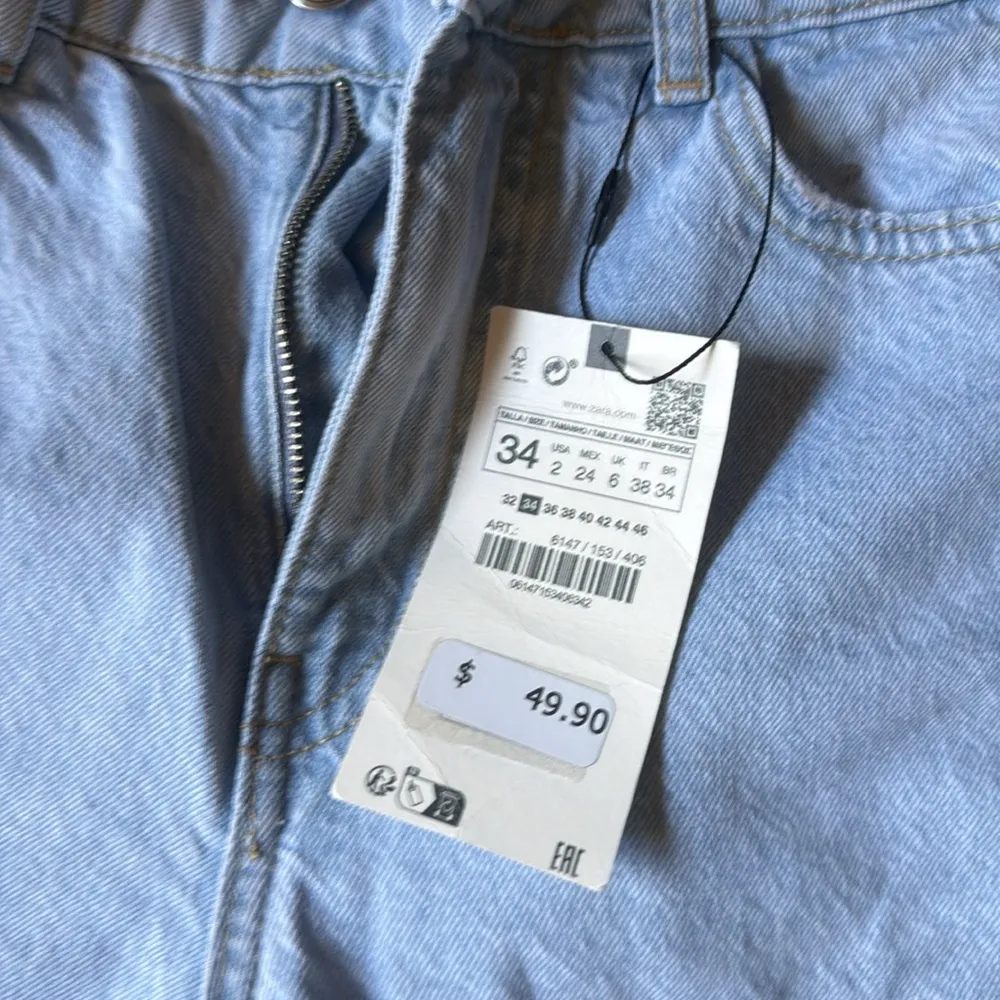 www.zara.com
TALLA / SIZE / TAMANHO / TAILLE / MAAT / МЕГЕБОС
34 USA MEX UK IT BR
2 24 6 38 34
32 34 36 38 40 42 44 46
ART.:
6147 / 153 / 406
06147153406342
$ 49.90
EAC